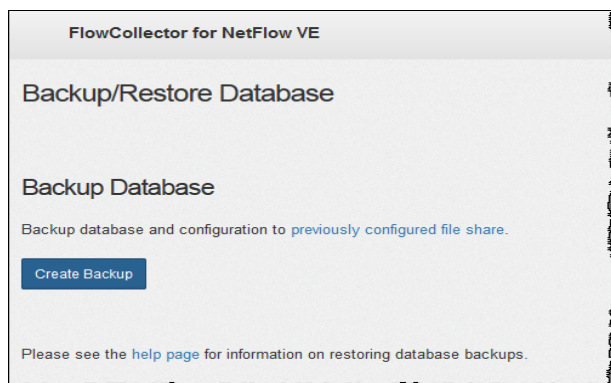 FlowCollector for NetFlow VE
Backup/Restore Database
Backup Database
Backup database and configuration to previously configured file share.
Create Backup
Please see the help page for information on restoring database backups.